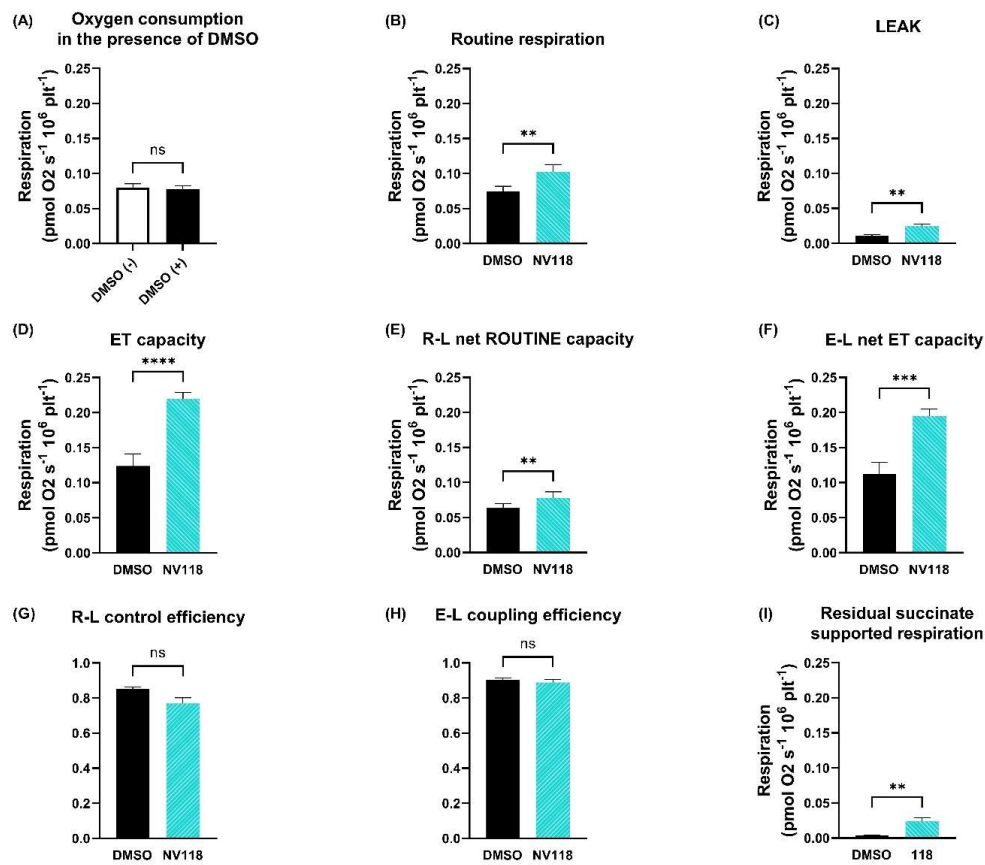 (A)
Oxygen consumption
in the presence of DMSO
Respiration
(pmol O2 s⁻¹ 10⁶ plt⁻¹)
0.25
0.20
0.15
0.10
0.05
0.00
ns
DMSO (-)
DMSO (+)
(B)
Routine respiration
Respiration
(pmol O2 s⁻¹ 10⁶ plt⁻¹)
0.25
0.20
0.15
0.10
0.05
0.00
**
DMSO NV118
(C)
LEAK
Respiration
(pmol O2 s⁻¹ 10⁶ plt⁻¹)
0.25
0.20
0.15
0.10
0.05
0.00
**
DMSO NV118
(D)
ET capacity
Respiration
(pmol O2 s⁻¹ 10⁶ plt⁻¹)
0.25
0.20
0.15
0.10
0.05
0.00
****
DMSO NV118
(E)
R-L net ROUTINE capacity
Respiration
(pmol O2 s⁻¹ 10⁶ plt⁻¹)
0.25
0.20
0.15
0.10
0.05
0.00
**
DMSO NV118
(F)
E-L net ET capacity
Respiration
(pmol O2 s⁻¹ 10⁶ plt⁻¹)
0.25
0.20
0.15
0.10
0.05
0.00
***
DMSO NV118
(G)
R-L control efficiency
1.0
0.8
0.6
0.4
0.2
0.0
ns
DMSO NV118
(H)
E-L coupling efficiency
1.0
0.8
0.6
0.4
0.2
0.0
ns
DMSO NV118
(I)
Residual succinate
supported respiration
Respiration
(pmol O2 s⁻¹ 10⁶ plt⁻¹)
0.25
0.20
0.15
0.10
0.05
0.00
**
DMSO 118